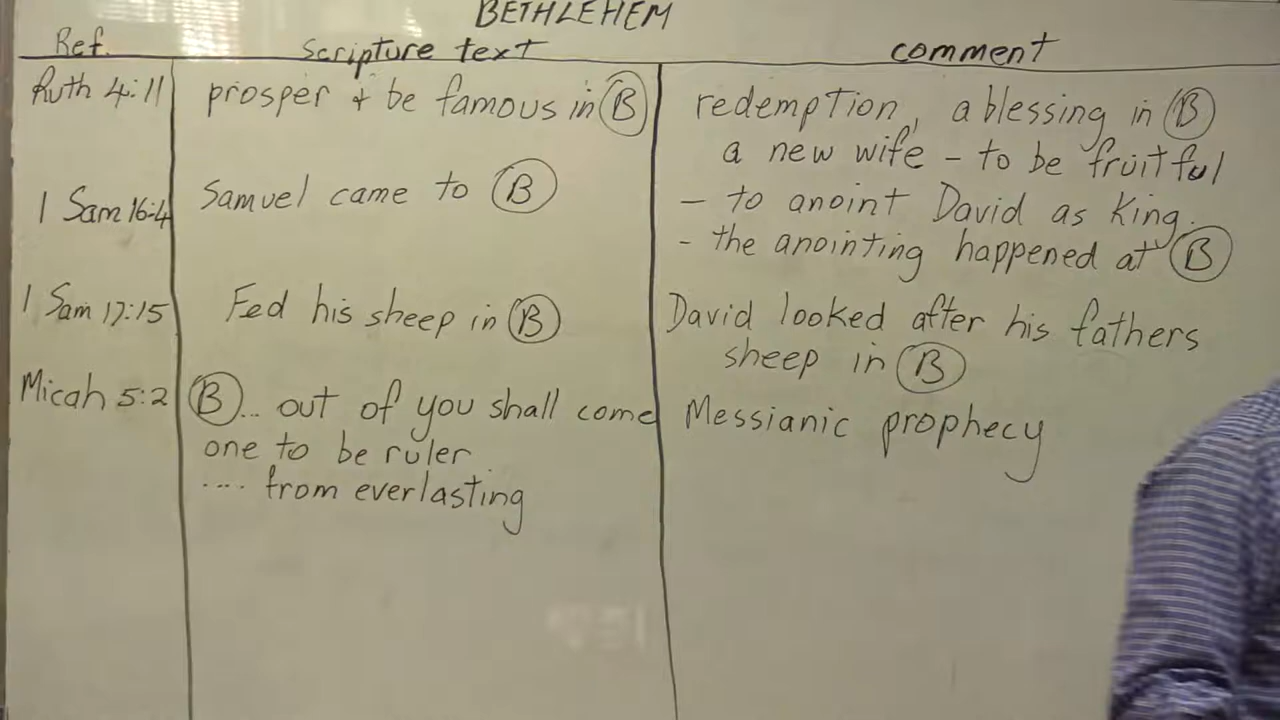 BETHLEHEM
Ref. scripture text comment
Ruth 4:11 prosper + be famous in B redemption, a blessing in B
a new wife - to be fruitful
1 Sam 16:4 Samuel came to B - to anoint David as King.
- the anointing happened at B
1 Sam 17:15 Fed his sheep in B David looked after his fathers
sheep in B
Micah 5:2 B... out of you shall come Messianic prophecy
one to be ruler
.... from everlasting